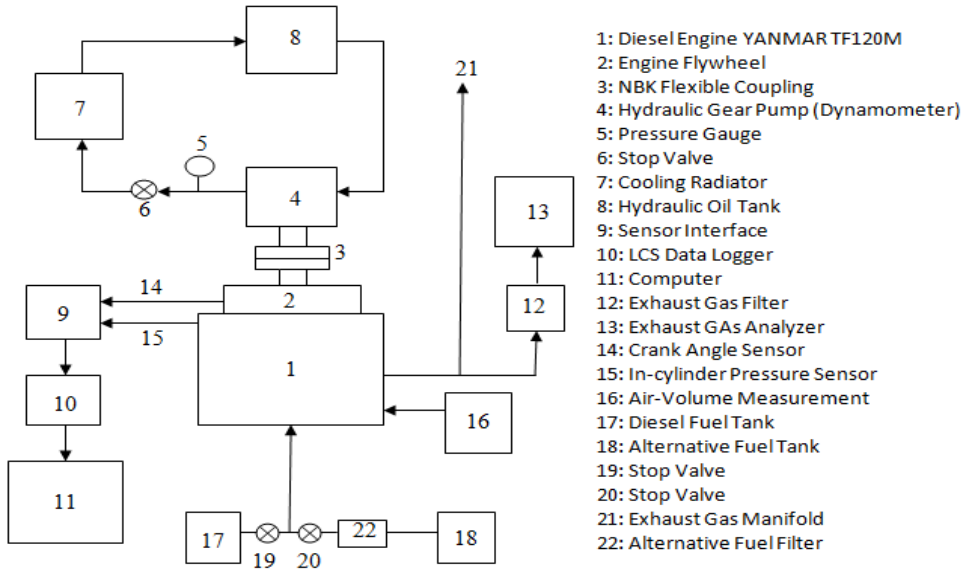 8
21
7
5
6
4
3
13
12
14
2
9
15
1
10
16
11
17
19
20
22
18
1: Diesel Engine YANMAR TF120M
2: Engine Flywheel
3: NBK Flexible Coupling
4: Hydraulic Gear Pump (Dynamometer)
5: Pressure Gauge
6: Stop Valve
7: Cooling Radiator
8: Hydraulic Oil Tank
9: Sensor Interface
10: LCS Data Logger
11: Computer
12: Exhaust Gas Filter
13: Exhaust GAs Analyzer
14: Crank Angle Sensor
15: In-cylinder Pressure Sensor
16: Air-Volume Measurement
17: Diesel Fuel Tank
18: Alternative Fuel Tank
19: Stop Valve
20: Stop Valve
21: Exhaust Gas Manifold
22: Alternative Fuel Filter